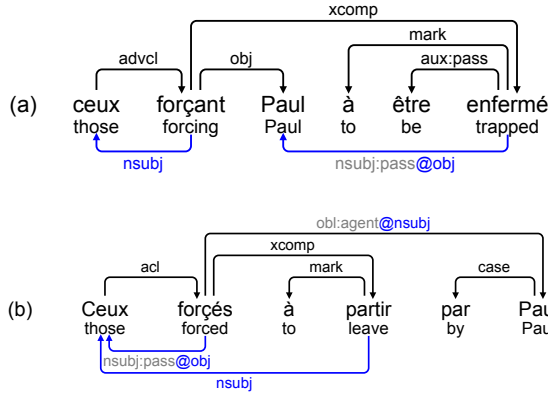 xcomp
mark
advcl obj aux:pass
(a) ceux forçant Paul à être enfermé
those forcing Paul to be trapped
nsubj nsubj:pass@obj
obl:agent@nsubj
xcomp
acl mark case
(b) Ceux forçés à partir par
those forced to leave by
nsubj:pass@obj
nsubj